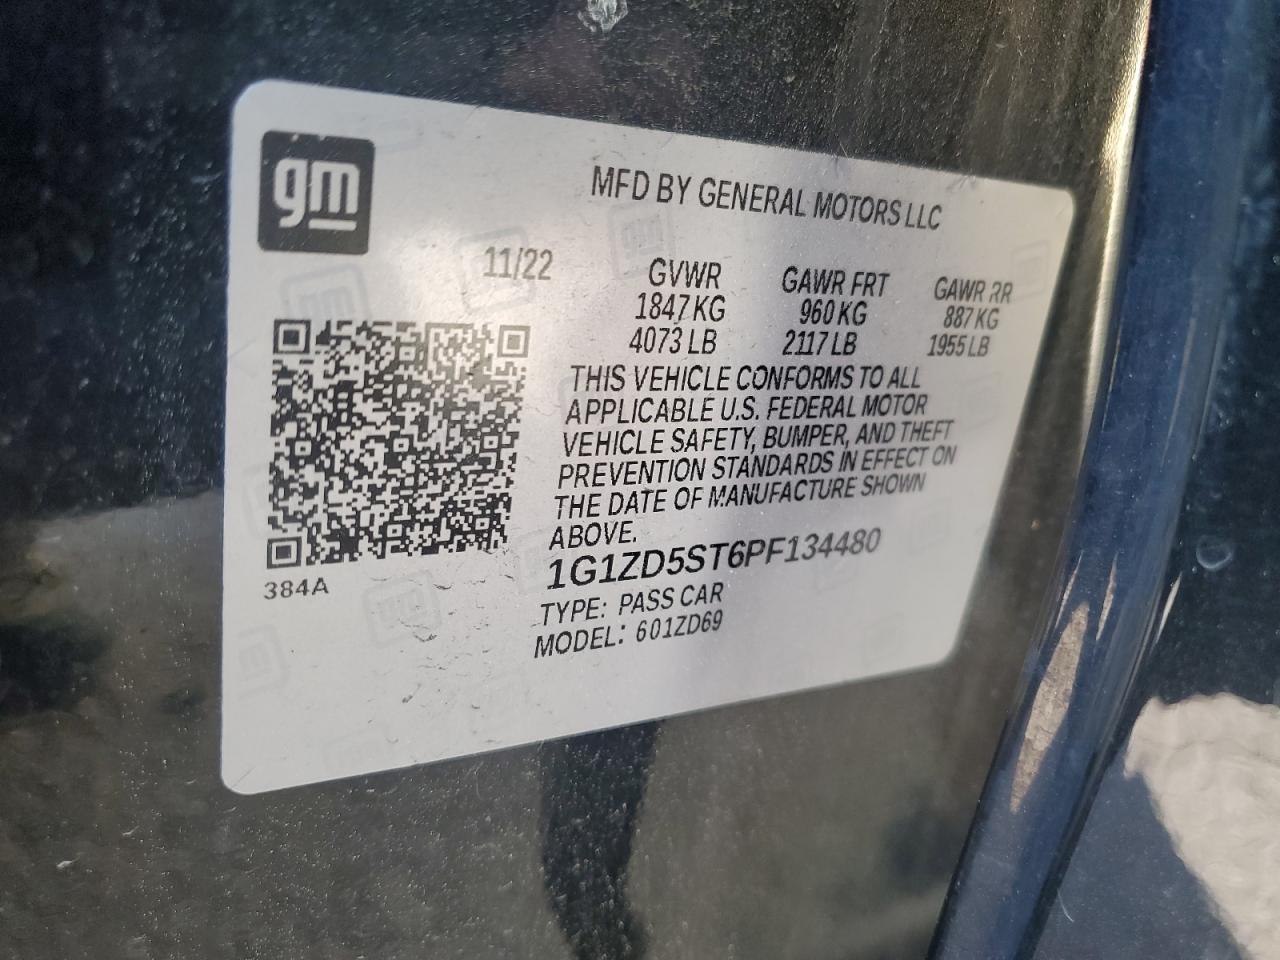 gm
MFD BY GENERAL MOTORS LLC
11/22 GVWR GAWR FRT GAWR RR
1847 KG 960 KG 887 KG
4073 LB 2117 LB 1955 LB
THIS VEHICLE CONFORMS TO ALL
APPLICABLE U.S. FEDERAL MOTOR
VEHICLE SAFETY, BUMPER, AND THEFT
PREVENTION STANDARDS IN EFFECT ON
THE DATE OF MANUFACTURE SHOWN
ABOVE.
1G1ZD5ST6PF134480
384A
TYPE: PASS CAR
MODEL: 601ZD69